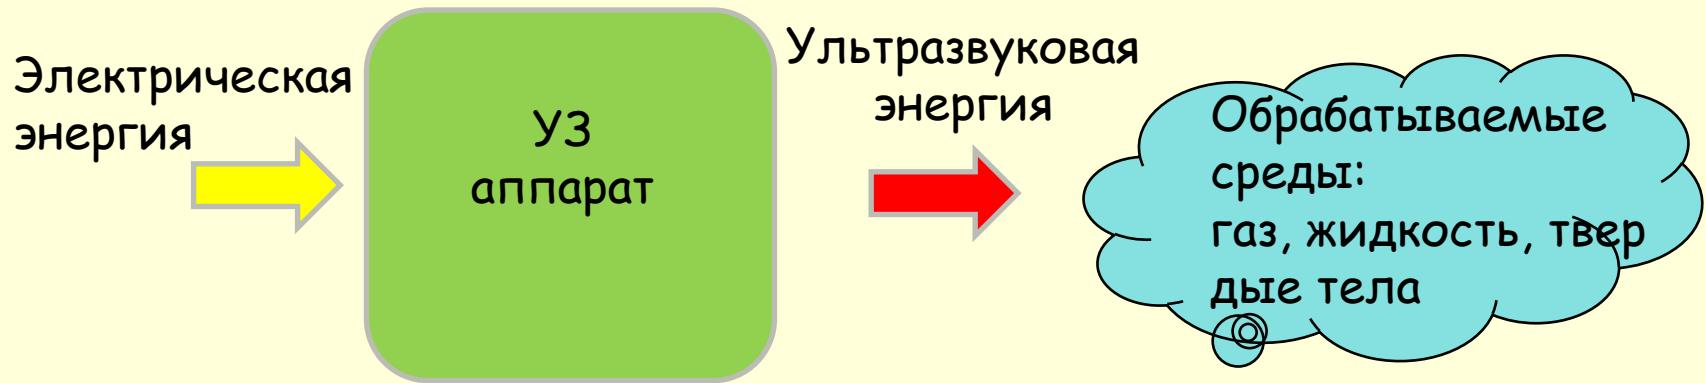 Электрическая
энергия
УЗ
аппарат
Ультразвуковая
энергия
Обрабатываемые
среды:
газ, жидкость, твер
дые тела